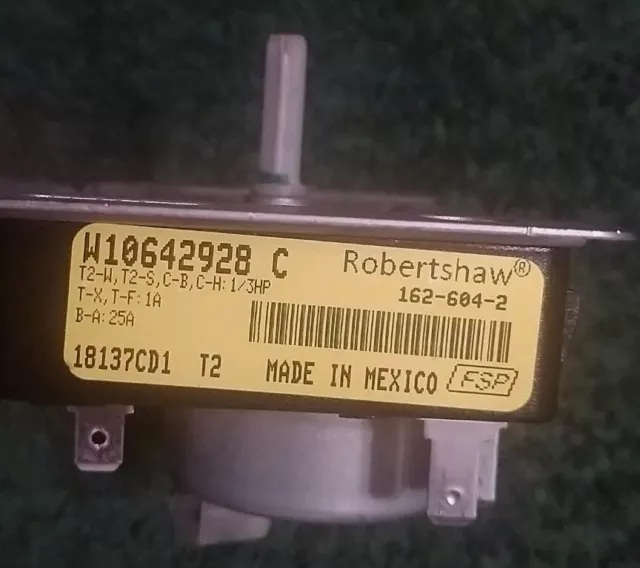 W10642928 C
Robertshaw®
T2-W,T2-S,C-B,C-H:1/3HP
162-604-2
T-X,T-F:1A
B-A:25A
18137CD1 T2 MADE IN MEXICO FSP